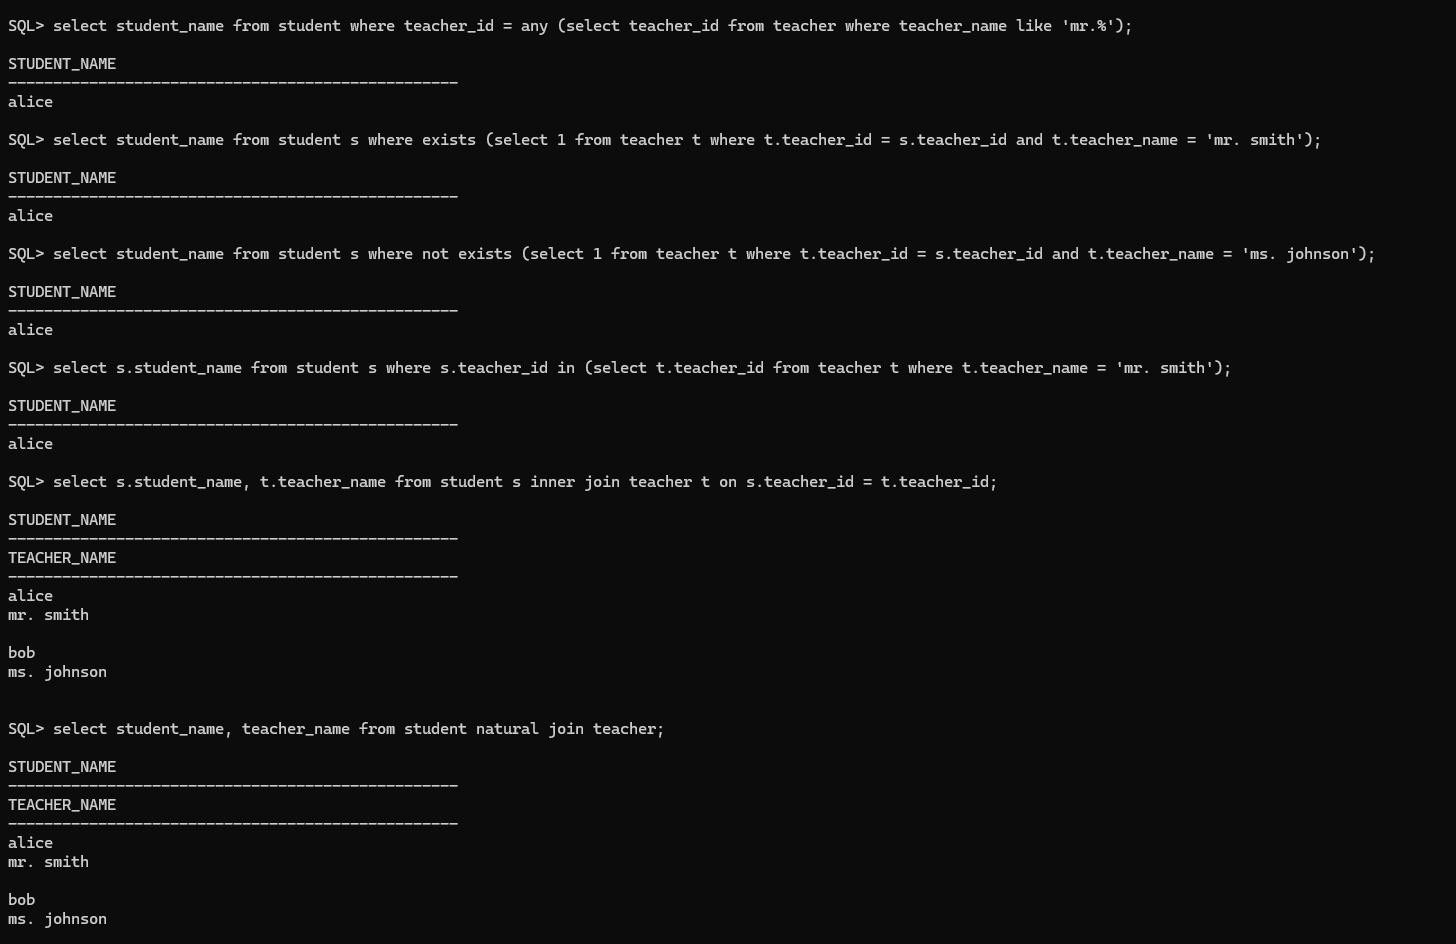 SQL> select student_name from student where teacher_id = any (select teacher_id from teacher where teacher_name like 'mr.%');
STUDENT_NAME
--------------------------------------------------
alice
SQL> select student_name from student s where exists (select 1 from teacher t where t.teacher_id = s.teacher_id and t.teacher_name = 'mr. smith');
STUDENT_NAME
--------------------------------------------------
alice
SQL> select student_name from student s where not exists (select 1 from teacher t where t.teacher_id = s.teacher_id and t.teacher_name = 'ms. johnson');
STUDENT_NAME
--------------------------------------------------
alice
SQL> select s.student_name from student s where s.teacher_id in (select t.teacher_id from teacher t where t.teacher_name = 'mr. smith');
STUDENT_NAME
--------------------------------------------------
alice
SQL> select s.student_name, t.teacher_name from student s inner join teacher t on s.teacher_id = t.teacher_id;
STUDENT_NAME
--------------------------------------------------
TEACHER_NAME
--------------------------------------------------
alice
mr. smith
bob
ms. johnson
SQL> select student_name, teacher_name from student natural join teacher;
STUDENT_NAME
--------------------------------------------------
TEACHER_NAME
--------------------------------------------------
alice
mr. smith
bob
ms. johnson